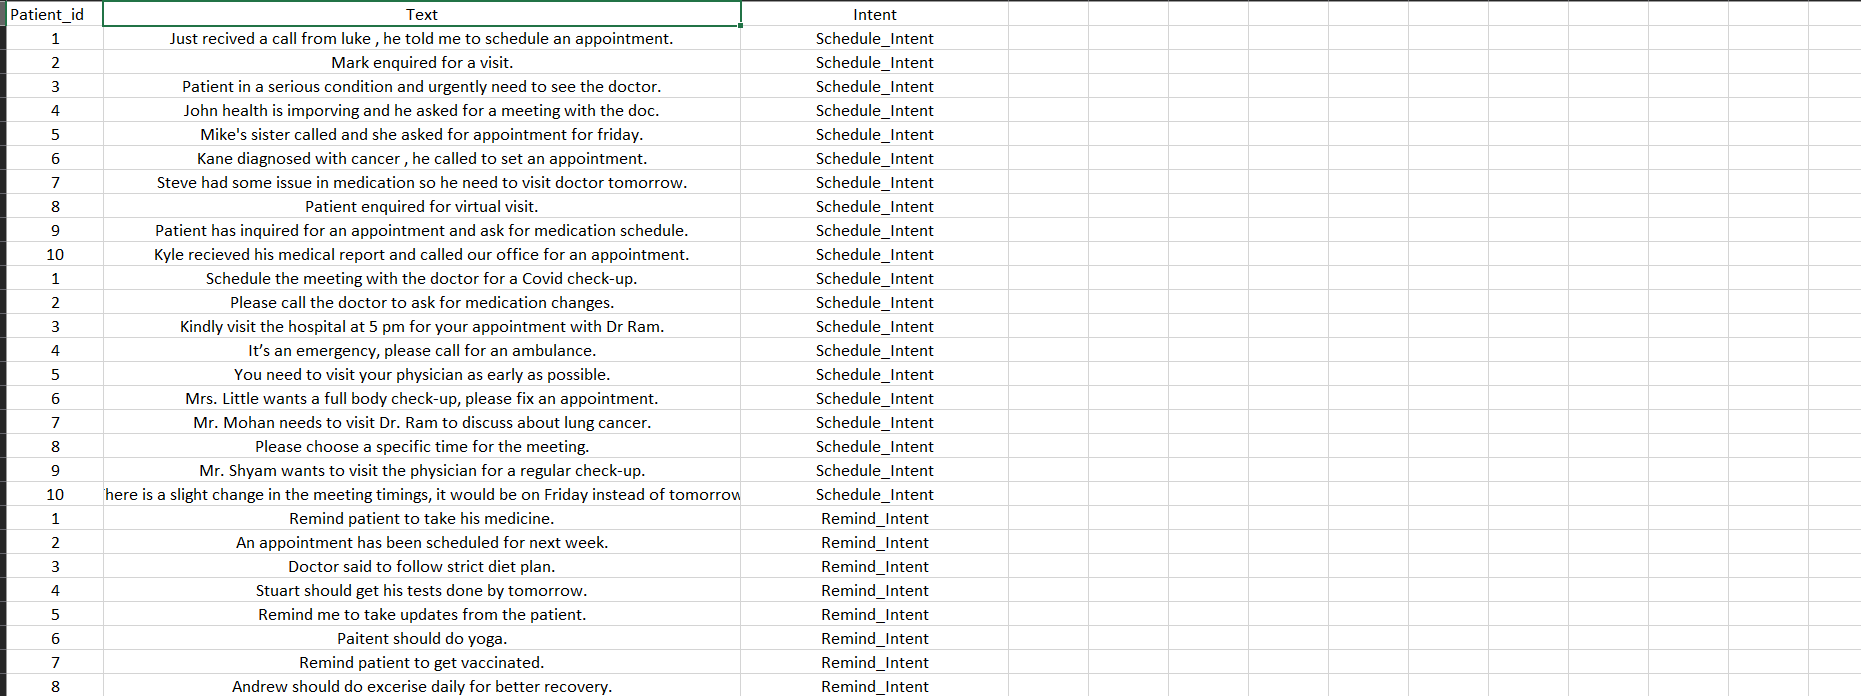 Patient_id Text Intent
1 Just recived a call from luke , he told me to schedule an appointment. Schedule_Intent
2 Mark enquired for a visit. Schedule_Intent
3 Patient in a serious condition and urgently need to see the doctor. Schedule_Intent
4 John health is imporving and he asked for a meeting with the doc. Schedule_Intent
5 Mike's sister called and she asked for appointment for friday. Schedule_Intent
6 Kane diagnosed with cancer , he called to set an appointment. Schedule_Intent
7 Steve had some issue in medication so he need to visit doctor tomorrow. Schedule_Intent
8 Patient enquired for virtual visit. Schedule_Intent
9 Patient has inquired for an appointment and ask for medication schedule. Schedule_Intent
10 Kyle recieved his medical report and called our office for an appointment. Schedule_Intent
1 Schedule the meeting with the doctor for a Covid check-up. Schedule_Intent
2 Please call the doctor to ask for medication changes. Schedule_Intent
3 Kindly visit the hospital at 5 pm for your appointment with Dr Ram. Schedule_Intent
4 It’s an emergency, please call for an ambulance. Schedule_Intent
5 You need to visit your physician as early as possible. Schedule_Intent
6 Mrs. Little wants a full body check-up, please fix an appointment. Schedule_Intent
7 Mr. Mohan needs to visit Dr. Ram to discuss about lung cancer. Schedule_Intent
8 Please choose a specific time for the meeting. Schedule_Intent
9 Mr. Shyam wants to visit the physician for a regular check-up. Schedule_Intent
10 here is a slight change in the meeting timings, it would be on Friday instead of tomorrow Schedule_Intent
1 Remind patient to take his medicine. Remind_Intent
2 An appointment has been scheduled for next week. Remind_Intent
3 Doctor said to follow strict diet plan. Remind_Intent
4 Stuart should get his tests done by tomorrow. Remind_Intent
5 Remind me to take updates from the patient. Remind_Intent
6 Paitent should do yoga. Remind_Intent
7 Remind patient to get vaccinated. Remind_Intent
8 Andrew should do excerise daily for better recovery. Remind_Intent